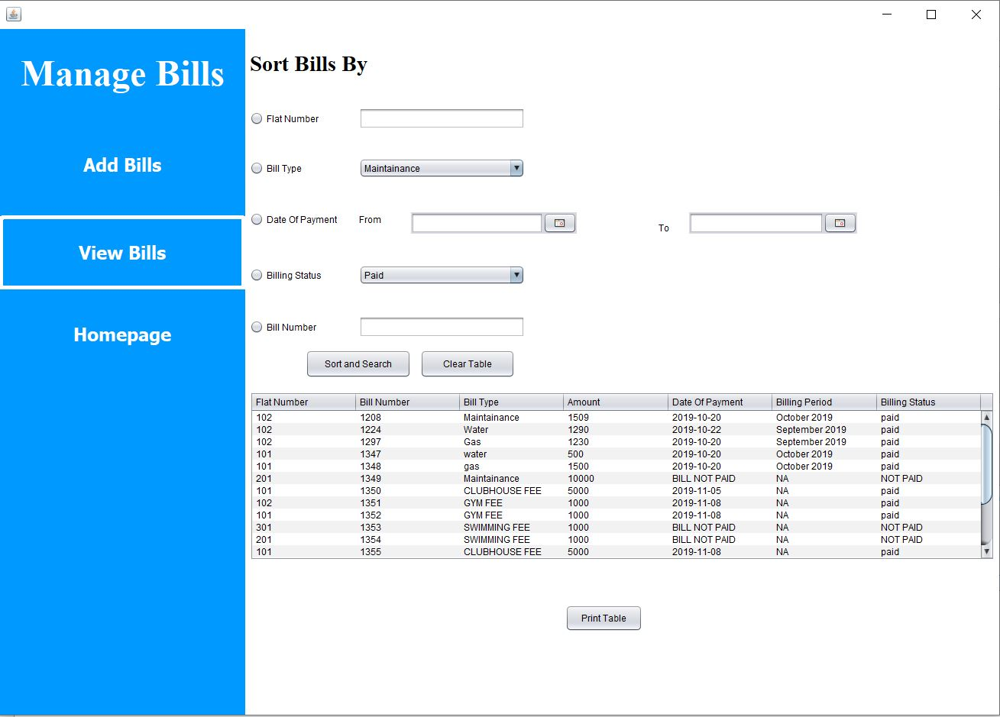 Manage Bills
Add Bills
View Bills
Homepage
Sort Bills By
Flat Number
Bill Type Maintainance
Date Of Payment From To
Billing Status Paid
Bill Number
Sort and Search Clear Table
Flat Number Bill Number Bill Type Amount Date Of Payment Billing Period Billing Status
102 1208 Maintainance 1509 2019-10-20 October 2019 paid
102 1224 Water 1290 2019-10-22 September 2019 paid
102 1297 Gas 1230 2019-10-20 September 2019 paid
101 1347 water 500 2019-10-20 October 2019 paid
101 1348 gas 1500 2019-10-20 October 2019 paid
201 1349 Maintainance 10000 BILL NOT PAID NA NOT PAID
101 1350 CLUBHOUSE FEE 5000 2019-11-05 NA paid
102 1351 GYM FEE 1000 2019-11-08 NA paid
101 1352 GYM FEE 1000 2019-11-08 NA paid
301 1353 SWIMMING FEE 1000 BILL NOT PAID NA NOT PAID
201 1354 SWIMMING FEE 1000 BILL NOT PAID NA NOT PAID
101 1355 CLUBHOUSE FEE 5000 2019-11-08 NA paid
Print Table